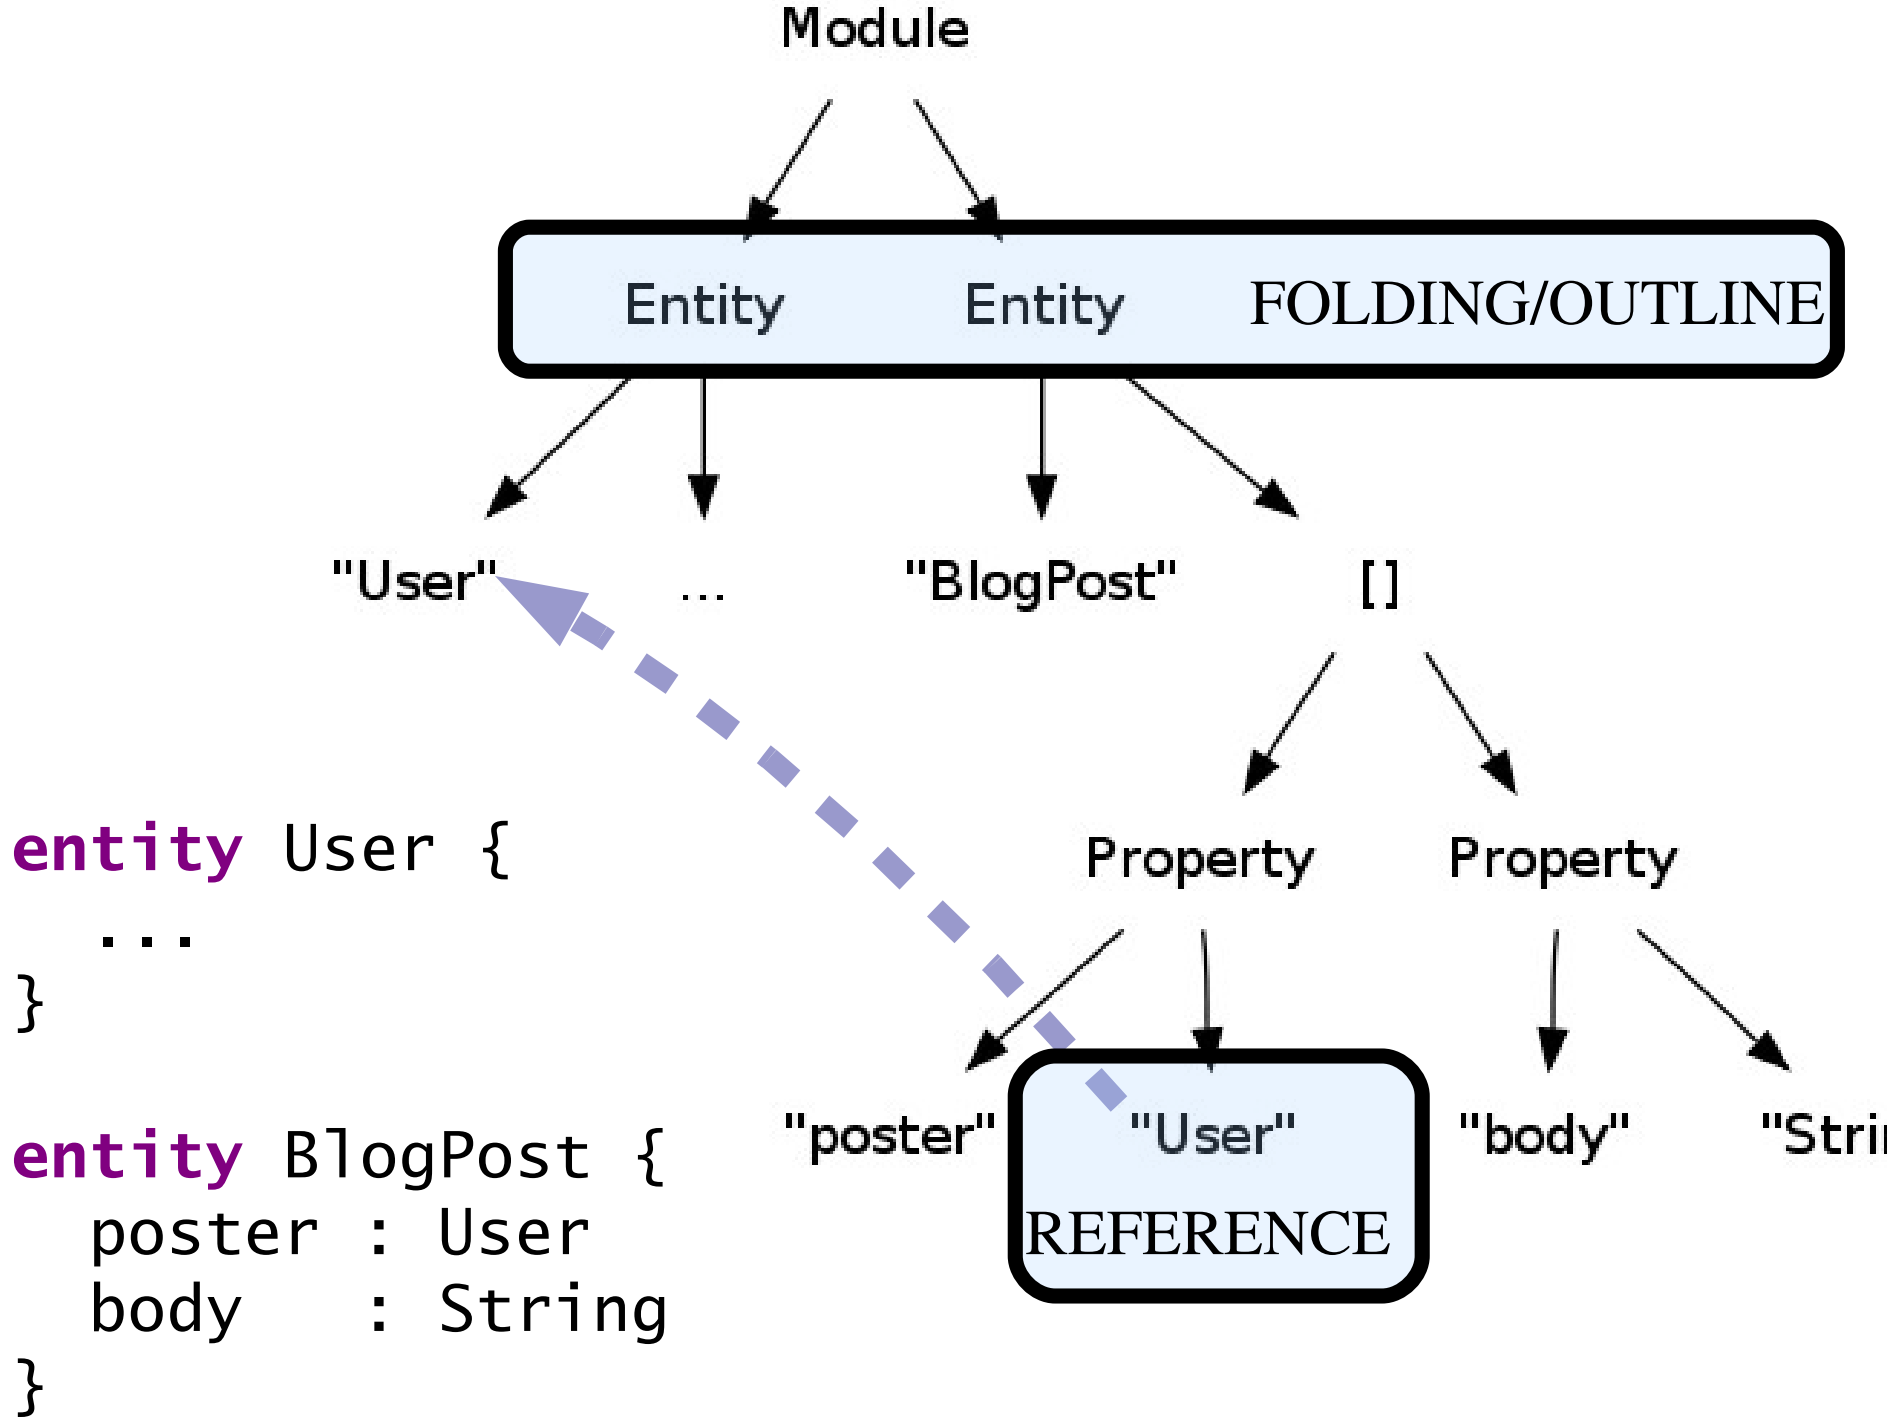 Module
Entity Entity FOLDING/OUTLINE
"User" ... "BlogPost" []
Property Property
"poster" "User" "body"
REFERENCE
entity User {
...
}
entity BlogPost {
poster : User
body : String
}